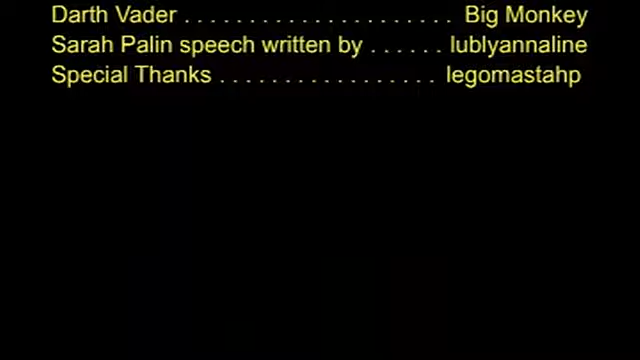 Darth Vader . . . . . . . . . . . . . . . . . . . . . . Big Monkey
Sarah Palin speech written by . . . . . . lublyannaline
Special Thanks . . . . . . . . . . . . . . . . . . legomastahp